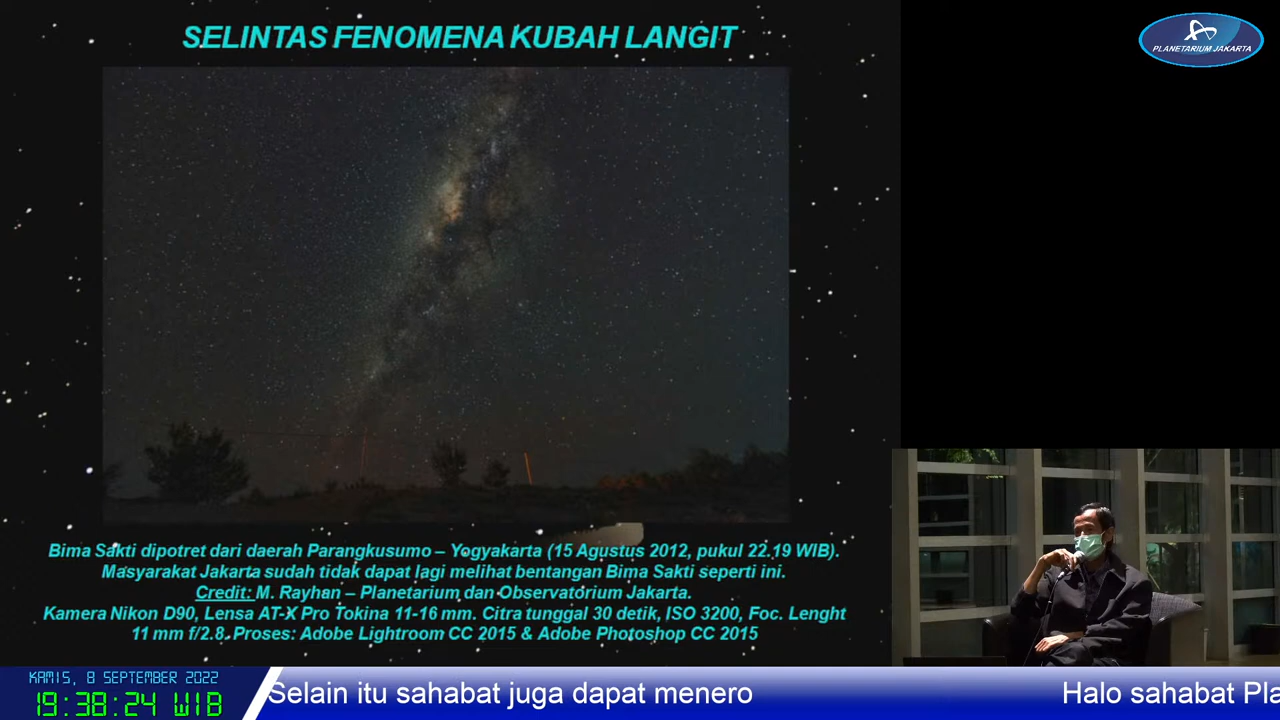 SELINTAS FENOMENA KUBAH LANGIT
PLANETARIUM JAKARTA
Bima Sakti dipotret dari daerah Parangkusumo – Yogyakarta (15 Agustus 2012, pukul 22.19 WIB).
Masyarakat Jakarta sudah tidak dapat lagi melihat bentangan Bima Sakti seperti ini.
Credit: M. Rayhan – Planetarium dan Observatorium Jakarta.
Kamera Nikon D90, Lensa AT-X Pro Tokina 11-16 mm. Citra tunggal 30 detik, ISO 3200, Foc. Lenght
11 mm f/2.8. Proses: Adobe Lightroom CC 2015 & Adobe Photoshop CC 2015
KAMIS, 8 SEPTEMBER 2022
19:38:24 WIB
Selain itu sahabat juga dapat menero
Halo sahabat Pla